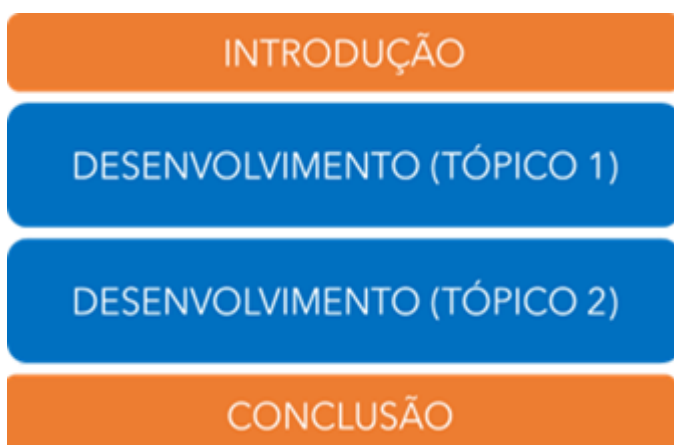 INTRODUÇÃO
DESENVOLVIMENTO (TÓPICO 1)
DESENVOLVIMENTO (TÓPICO 2)
CONCLUSÃO